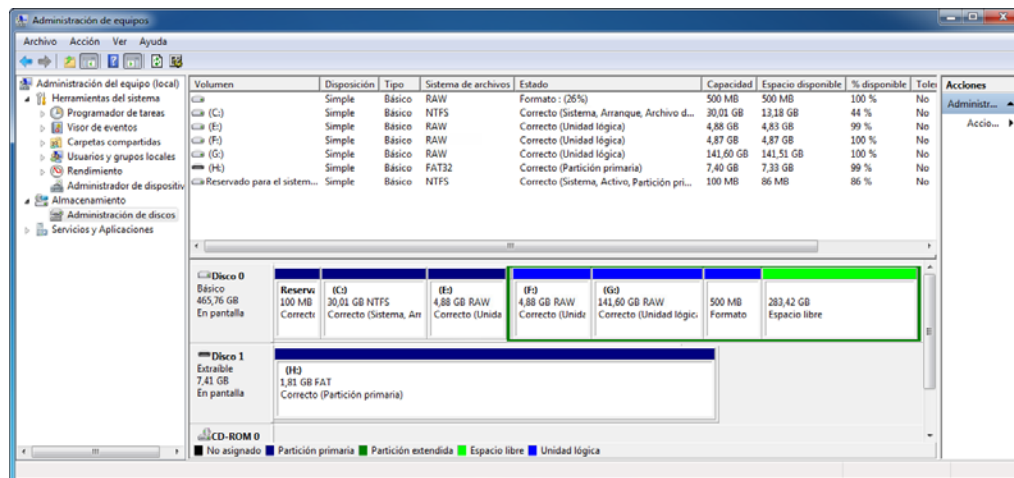 Administración de equipos
Archivo Acción Ver Ayuda
Administración del equipo (local)
Herramientas del sistema
Programador de tareas
Visor de eventos
Carpetas compartidas
Usuarios y grupos locales
Rendimiento
Administrador de dispositiv
Almacenamiento
Administración de discos
Servicios y Aplicaciones
Volumen Disposición Tipo Sistema de archivos Estado Capacidad Espacio disponible % disponible Toler
Simple Básico RAW Formato : (26%) 500 MB 500 MB 100 % No
(C:) Simple Básico NTFS Correcto (Sistema, Arranque, Archivo d... 30,01 GB 13,18 GB 44 % No
(E:) Simple Básico RAW Correcto (Unidad lógica) 4,88 GB 4,83 GB 99 % No
(F:) Simple Básico RAW Correcto (Unidad lógica) 4,87 GB 4,87 GB 100 % No
(G:) Simple Básico RAW Correcto (Unidad lógica) 141,60 GB 141,51 GB 100 % No
(H:) Simple Básico FAT32 Correcto (Partición primaria) 7,40 GB 7,33 GB 99 % No
Reservado para el sistem... Simple Básico NTFS Correcto (Sistema, Activo, Partición pri... 100 MB 86 MB 86 % No
Acciones
Administr...
Accio...
Disco 0
Básico
465,76 GB
En pantalla
Reserva
100 MB
Correcto
(C:)
30,01 GB NTFS
Correcto (Sistema, Arr
(E:)
4,88 GB RAW
Correcto (Unida
(F:)
4,88 GB RAW
Correcto (Unida
(G:)
141,60 GB RAW
Correcto (Unidad lógica
500 MB
Formato
283,42 GB
Espacio libre
Disco 1
Extraíble
7,41 GB
En pantalla
(H:)
1,81 GB FAT
Correcto (Partición primaria)
CD-ROM 0
No asignado Partición primaria Partición extendida Espacio libre Unidad lógica